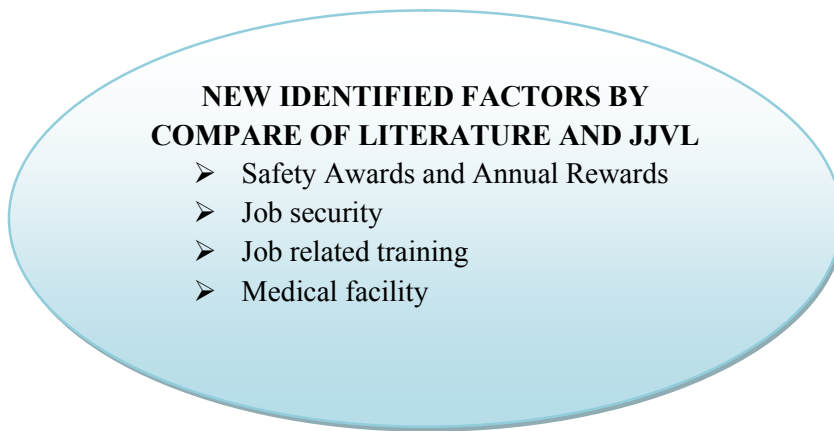 NEW IDENTIFIED FACTORS BY
COMPARE OF LITERATURE AND JJVL
➢ Safety Awards and Annual Rewards
➢ Job security
➢ Job related training
➢ Medical facility